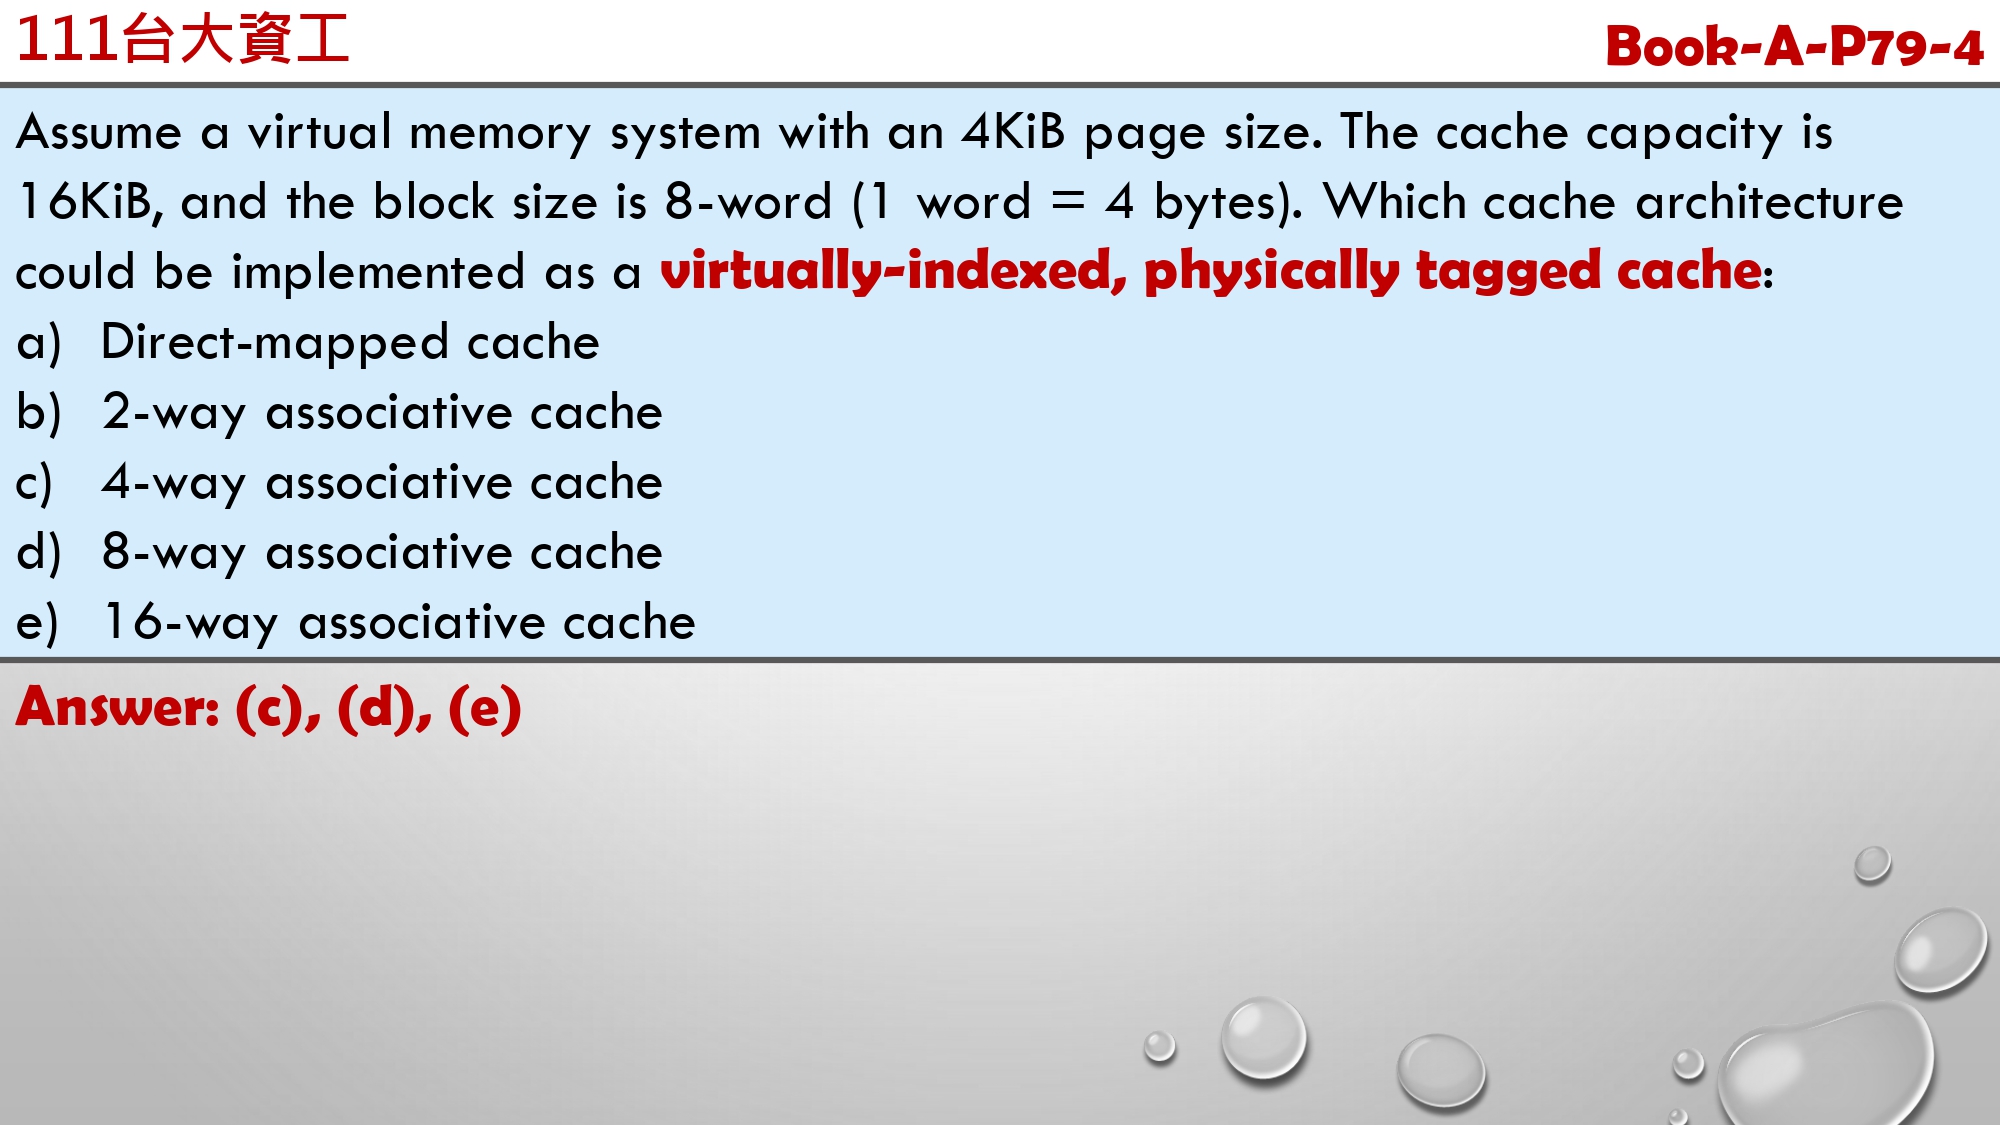 111台大資工
Book-A-P79-4
Assume a virtual memory system with an 4KiB page size. The cache capacity is
16KiB, and the block size is 8-word (1 word = 4 bytes). Which cache architecture
could be implemented as a virtually-indexed, physically tagged cache:
a) Direct-mapped cache
b) 2-way associative cache
c) 4-way associative cache
d) 8-way associative cache
e) 16-way associative cache
Answer: (c), (d), (e)